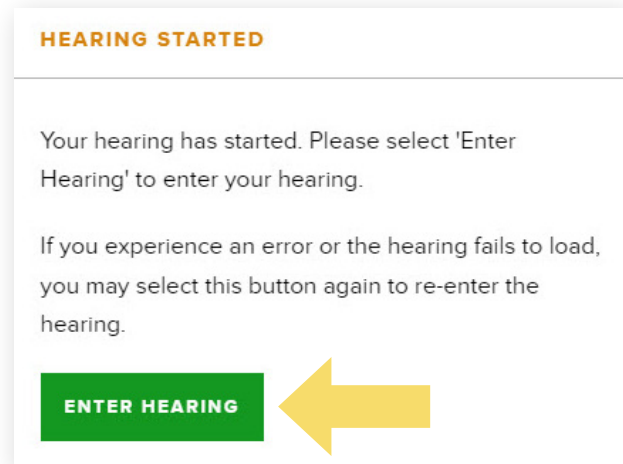 HEARING STARTED
Your hearing has started. Please select 'Enter
Hearing' to enter your hearing.
If you experience an error or the hearing fails to load,
you may select this button again to re-enter the
hearing.
ENTER HEARING